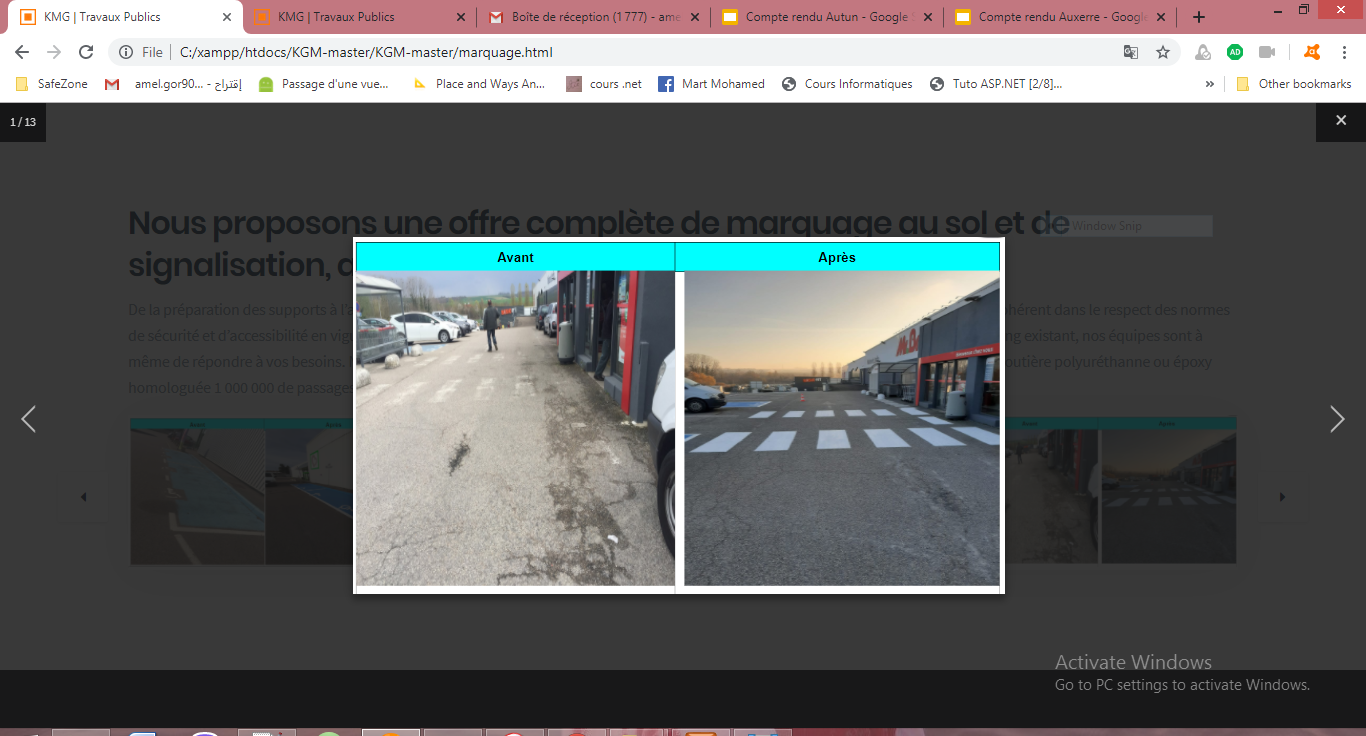 KMG | Travaux Publics
KMG | Travaux Publics
Boîte de réception (1 777) - ame
Compte rendu Autun - Google S
Compte rendu Auxerre - Googl
File
C:/xampp/htdocs/KGM-master/KGM-master/marquage.html
SafeZone
amel.gor90... - إقتراح
Passage d'une vue...
Place and Ways An...
cours .net
Mart Mohamed
Cours Informatiques
Tuto ASP.NET [2/8]...
»
Other bookmarks
1 / 13
Nous proposons une offre complète de marquage au sol et de
Window Snip
signalisation,
Avant
Après
De la préparation des supports à l'a
hérent dans le respect des normes
de sécurité et d'accessibilité en vig
ng existant, nos équipes sont à
même de répondre à vos besoins.
outière polyuréthanne ou époxy
homologuée 1 000 000 de passage
Avant
Après
Avant
Après
Activate Windows
Go to PC settings to activate Windows.